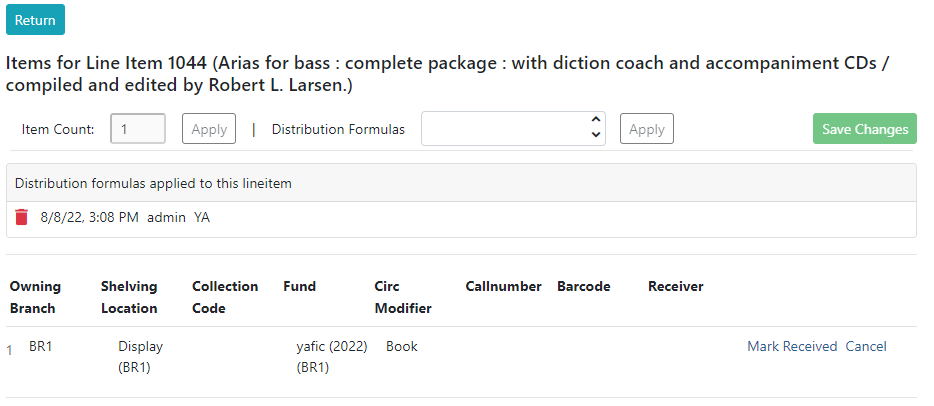 Return
Items for Line Item 1044 (Arias for bass : complete package : with diction coach and accompaniment CDs /
compiled and edited by Robert L. Larsen.)
Item Count: 1 Apply | Distribution Formulas Apply Save Changes
Distribution formulas applied to this lineitem
8/8/22, 3:08 PM admin YA
Owning Shelving Collection Fund Circ Callnumber Barcode Receiver
Branch Location Code Modifier
1 BR1 Display yafic (2022) Book Mark Received Cancel
(BR1) (BR1)